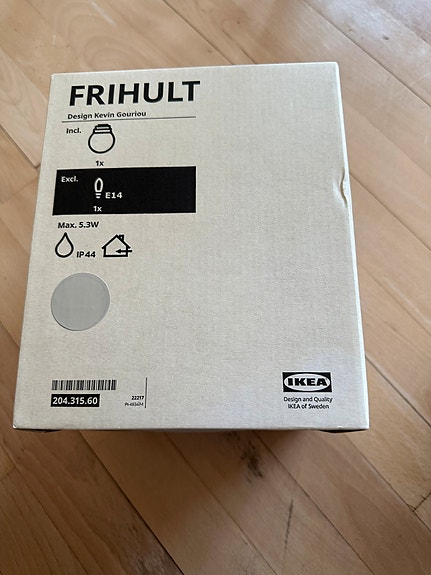 FRIHULT
Design Kevin Gouriou
Incl.
1x
Excl.
E14
1x
Max. 5.3W
IP44
IKEA
Design and Quality
IKEA of Sweden
204.315.60
22217